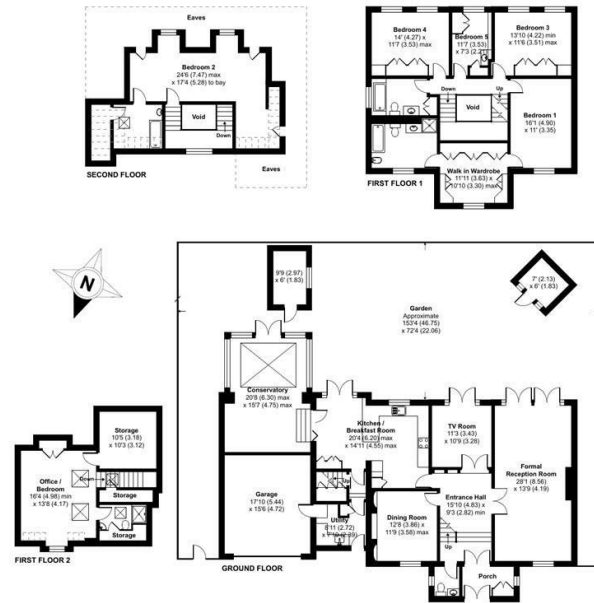 Eaves
Bedroom 2
24'6 (7.47) max
x 17'4 (5.28) to bay
Void
Down
SECOND FLOOR
Eaves
Bedroom 4
14' (4.27) x
11'7 (3.53) max
Bedroom 5
11'7 (3.53)
Bedroom 3
13'10 (4.22) min
x 11'6 (3.51) max
Down
Up
Void
Bedroom 1
16'1 (4.90)
x 11' (3.35)
Walk in Wardrobe
11'11 (3.63) x
10'10 (3.30) max
FIRST FLOOR 1
N
9'9 (2.97)
x 6' (1.83)
7' (2.13)
x 6' (1.83)
Garden
Approximate
153'4 (46.75)
x 72'4 (22.06)
Conservatory
20'8 (6.30) max
x 15'7 (4.75) max
Kitchen /
Breakfast Room
20'4 (6.20) max
x 14'11 (4.55) max
TV Room
11'3 (3.43)
x 10'9 (3.28)
Formal
Reception Room
28'1 (8.56)
x 13'9 (4.19)
Storage
10'5 (3.18)
x 10'3 (3.12)
Down
Office /
Bedroom
16'4 (4.98) min
x 13'8 (4.17)
Storage
Storage
FIRST FLOOR 2
Garage
17'10 (5.44)
x 15'6 (4.72)
Up
Utility
8'11 (2.72)
Dining Room
12'8 (3.86) x
11'9 (3.58) max
Entrance Hall
15'10 (4.83) x
9'3 (2.82) min
Up
Porch
GROUND FLOOR